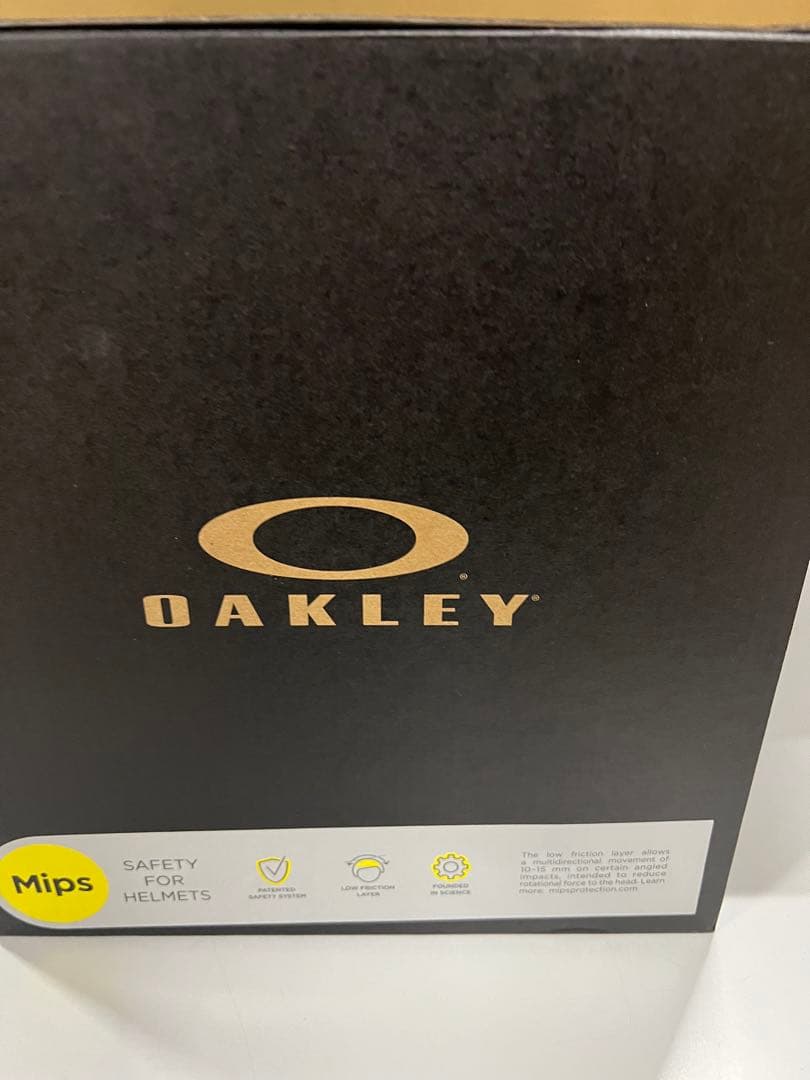 OAKLEY®
Mips
SAFETY
FOR
HELMETS
PATENTED
SAFETY SYSTEM
LOW FRICTION
LAYER
FOUNDED
IN SCIENCE
The low friction layer allows
a multidirectional movement of
10-15 mm on certain angled
impacts, intended to reduce
rotational force to the head. Learn
more: mipsprotection.com